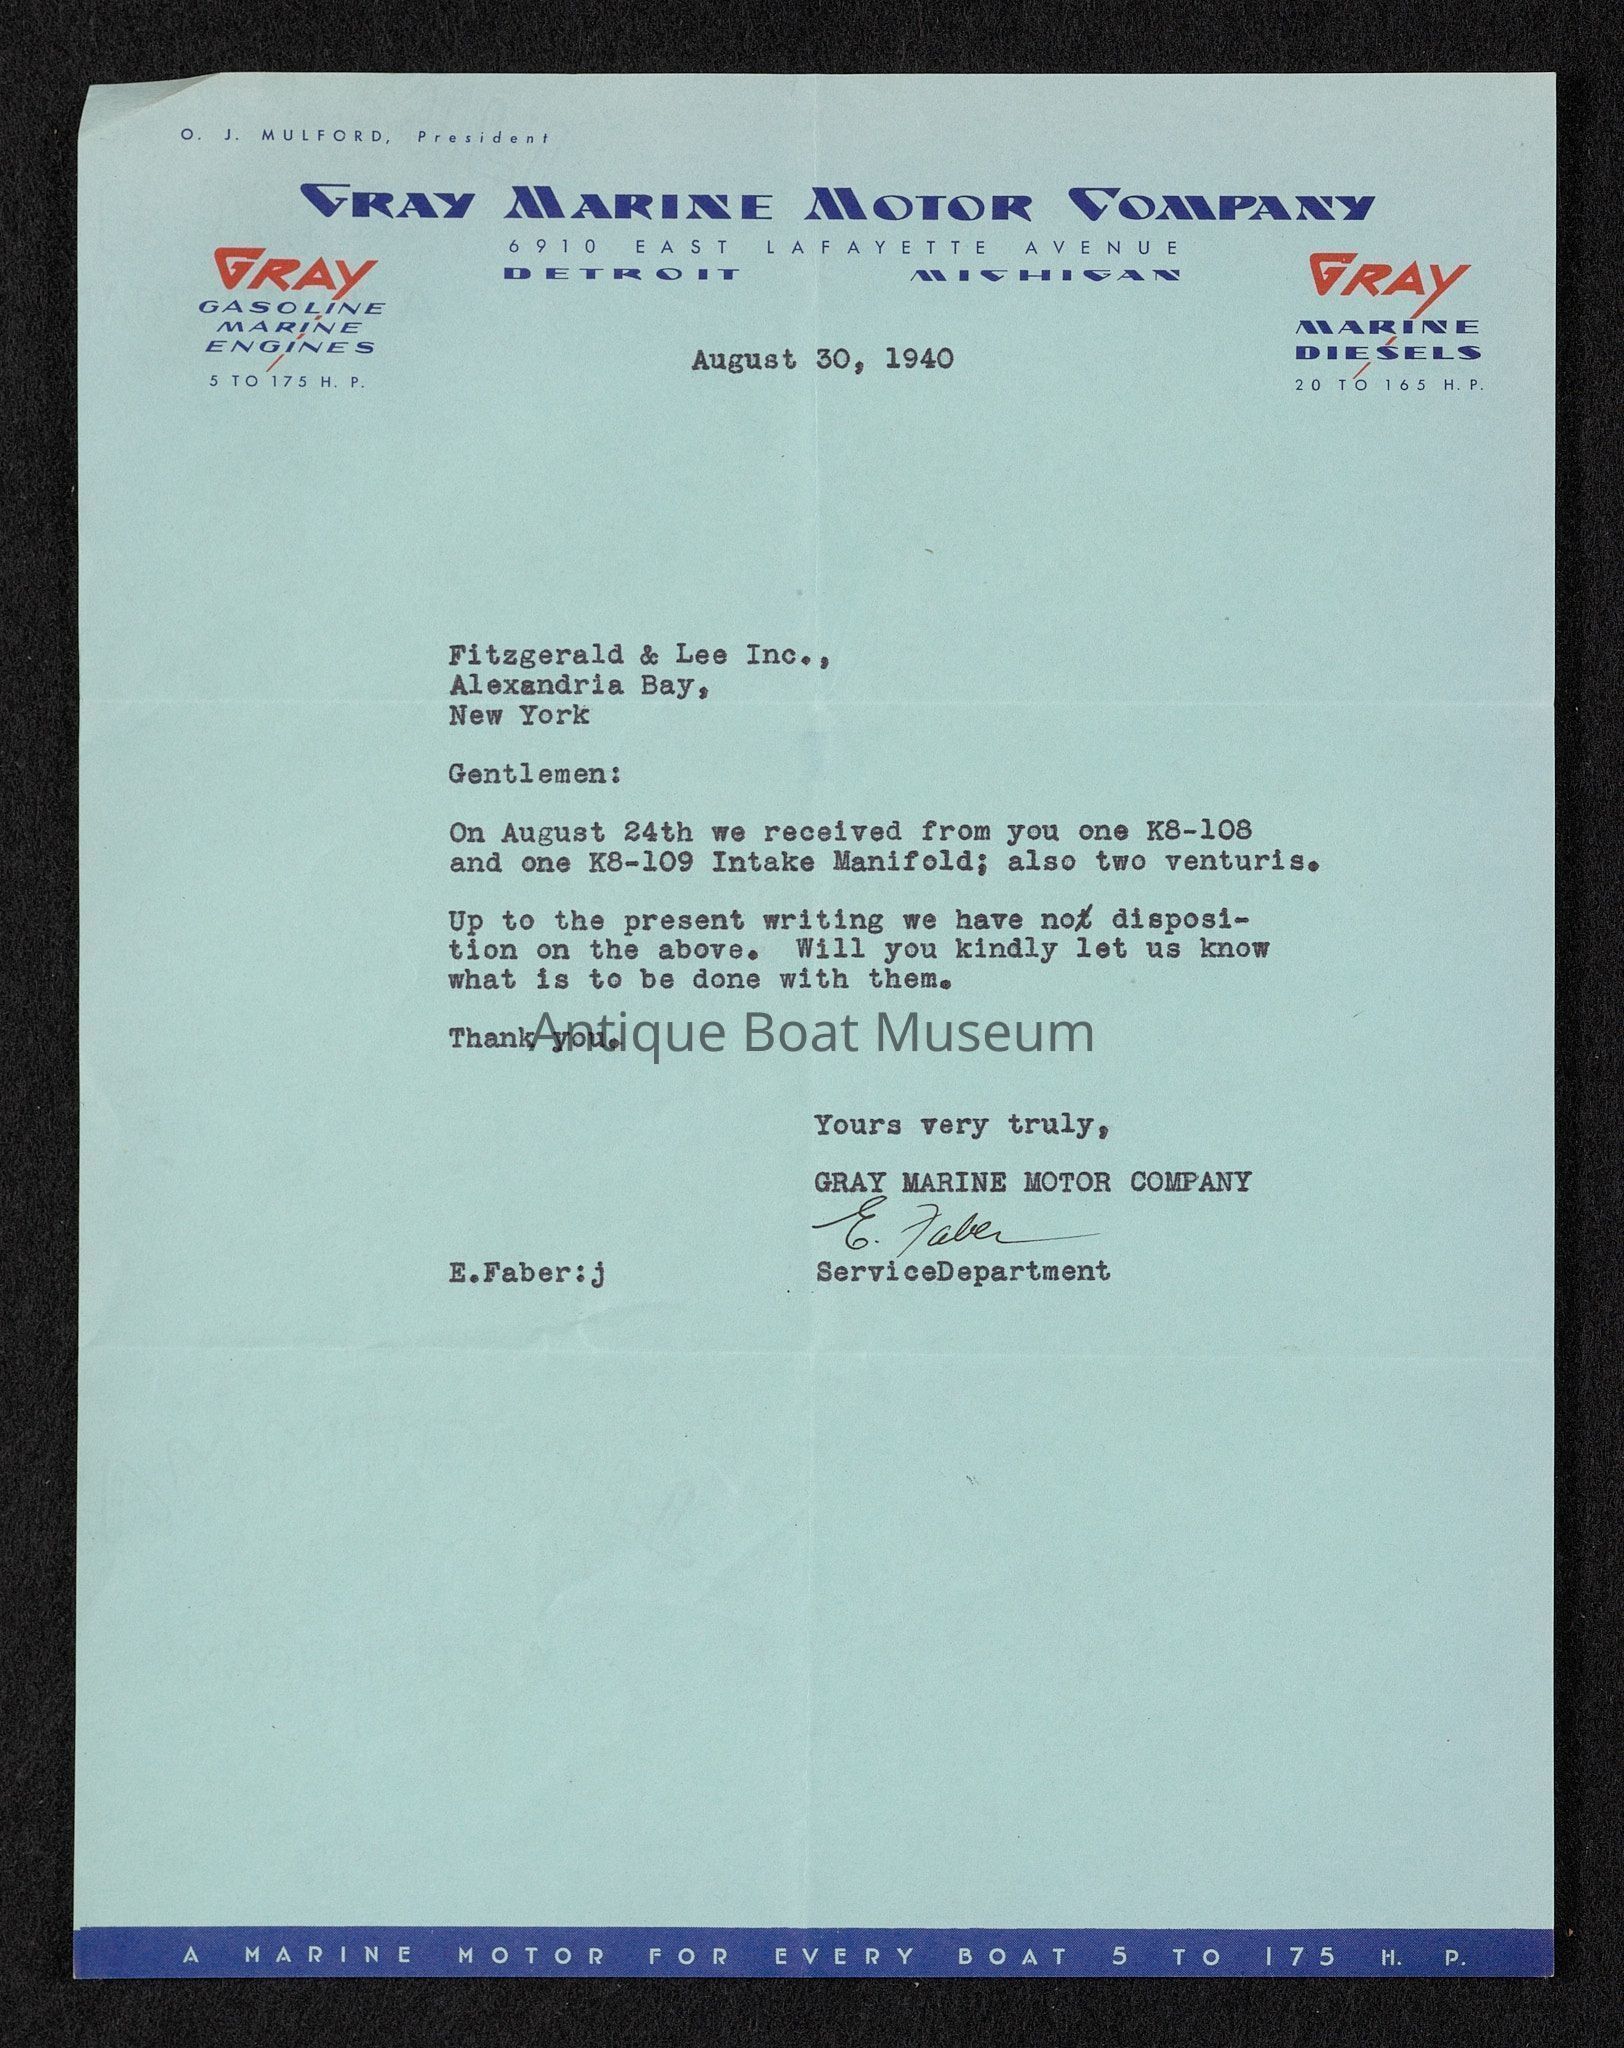 O. J. MULFORD, President
GRAY MARINE MOTOR COMPANY
6910 EAST LAFAYETTE AVENUE
DETROIT MICHIGAN
GRAY
GASOLINE
MARINE
ENGINES
5 TO 175 H. P.
GRAY
MARINE
DIESELS
20 TO 165 H. P.
August 30, 1940
Fitzgerald & Lee Inc.,
Alexandria Bay,
New York
Gentlemen:
On August 24th we received from you one K8-108
and one K8-109 Intake Manifold; also two venturis.
Up to the present writing we have not disposi-
tion on the above. Will you kindly let us know
what is to be done with them.
Thank you.
Antique Boat Museum
Yours very truly,
GRAY MARINE MOTOR COMPANY
E. Faber
E.Faber:j ServiceDepartment
A MARINE MOTOR FOR EVERY BOAT 5 TO 175 H. P.